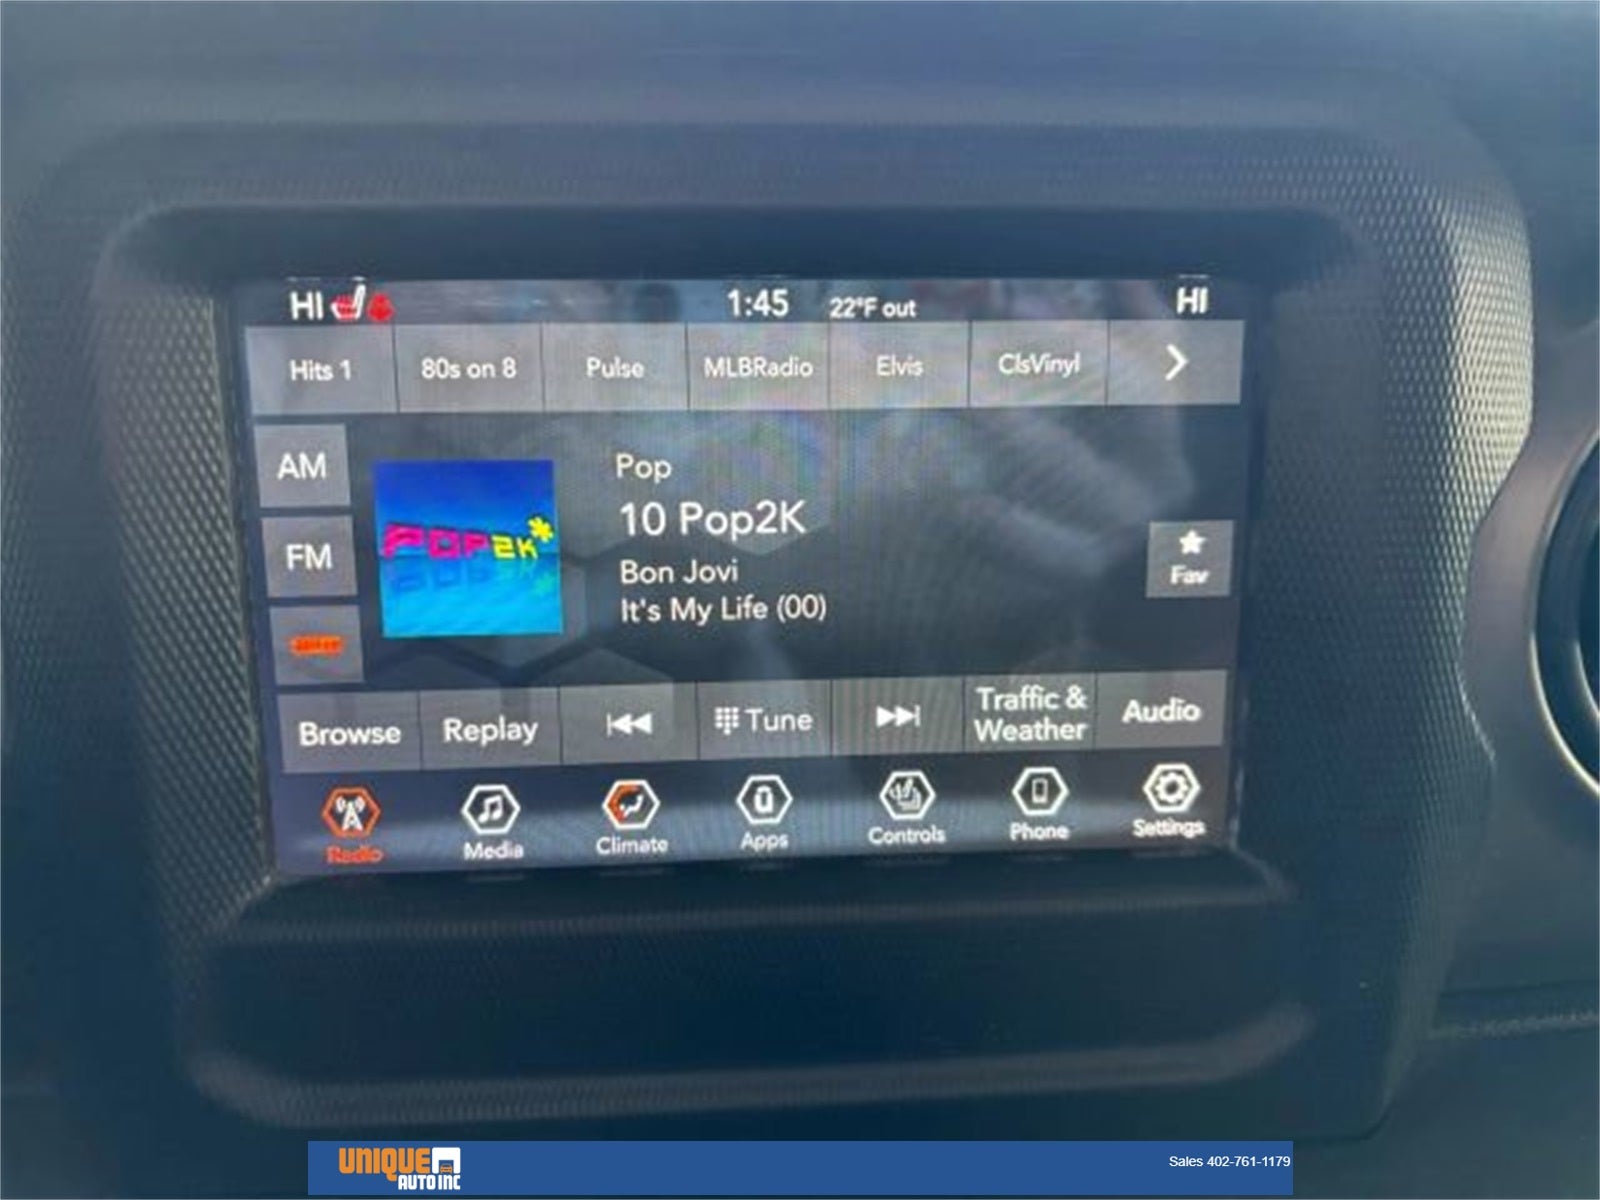 HI 1:45 22°F out HI
Hits 1 80s on 8 Pulse MLBRadio Elvis ClsVinyl
AM
FM
POP2K
Pop
10 Pop2K
Bon Jovi
It's My Life (00)
Fav
Browse Replay Tune Traffic & Weather Audio
Radio Media Climate Apps Controls Phone Settings
UNIQUE
AUTO INC
Sales 402-761-1179